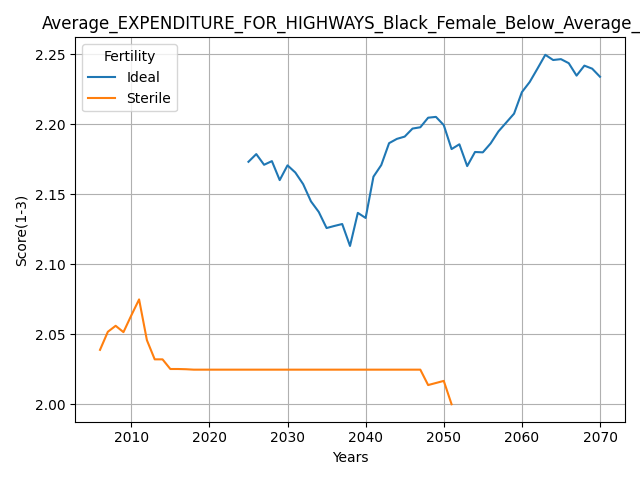 Average_EXPENDITURE_FOR_HIGHWAYS_Black_Female_Below_Average_
Fertility
Ideal
Sterile
2.25
2.20
2.15
2.10
2.05
2.00
Score(1-3)
2010 2020 2030 2040 2050 2060 2070
Years